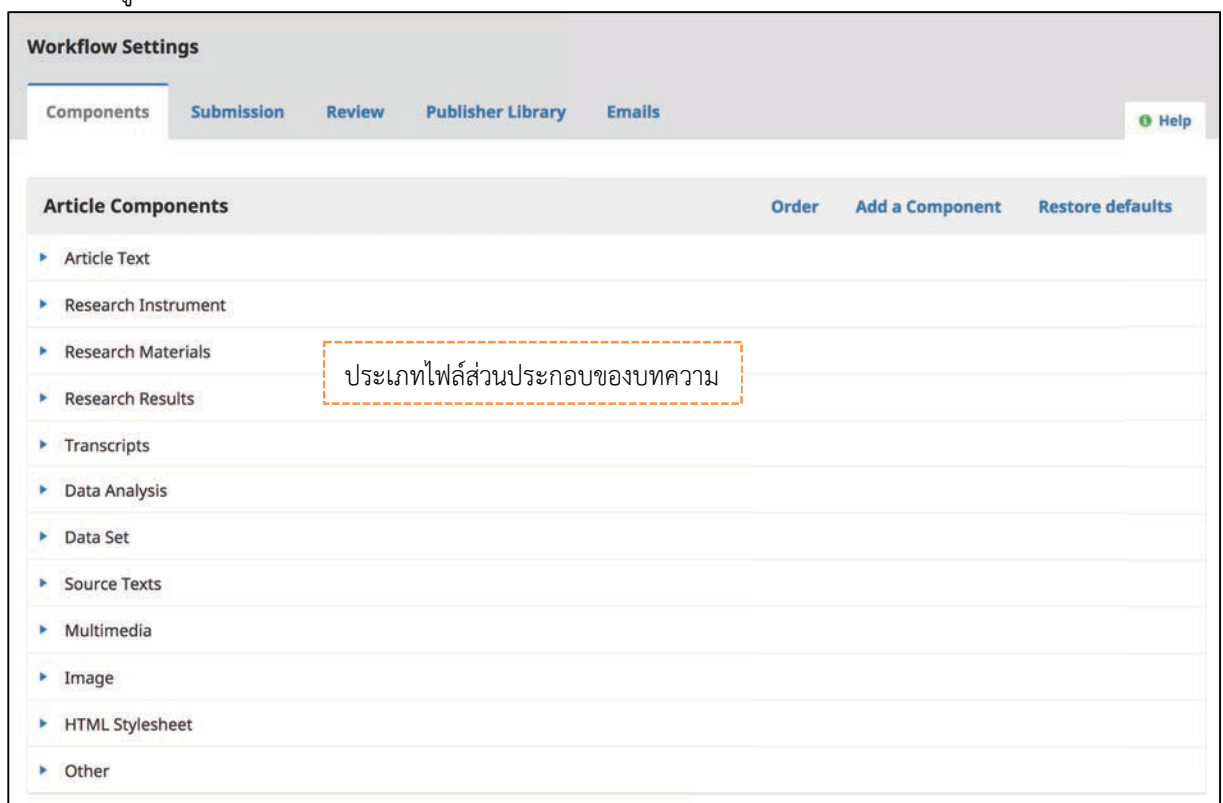 Workflow Settings
Components Submission Review Publisher Library Emails
Help
Article Components Order Add a Component Restore defaults
Article Text
Research Instrument
Research Materials
ประเภทไฟล์ส่วนประกอบของบทความ
Research Results
Transcripts
Data Analysis
Data Set
Source Texts
Multimedia
Image
HTML Stylesheet
Other